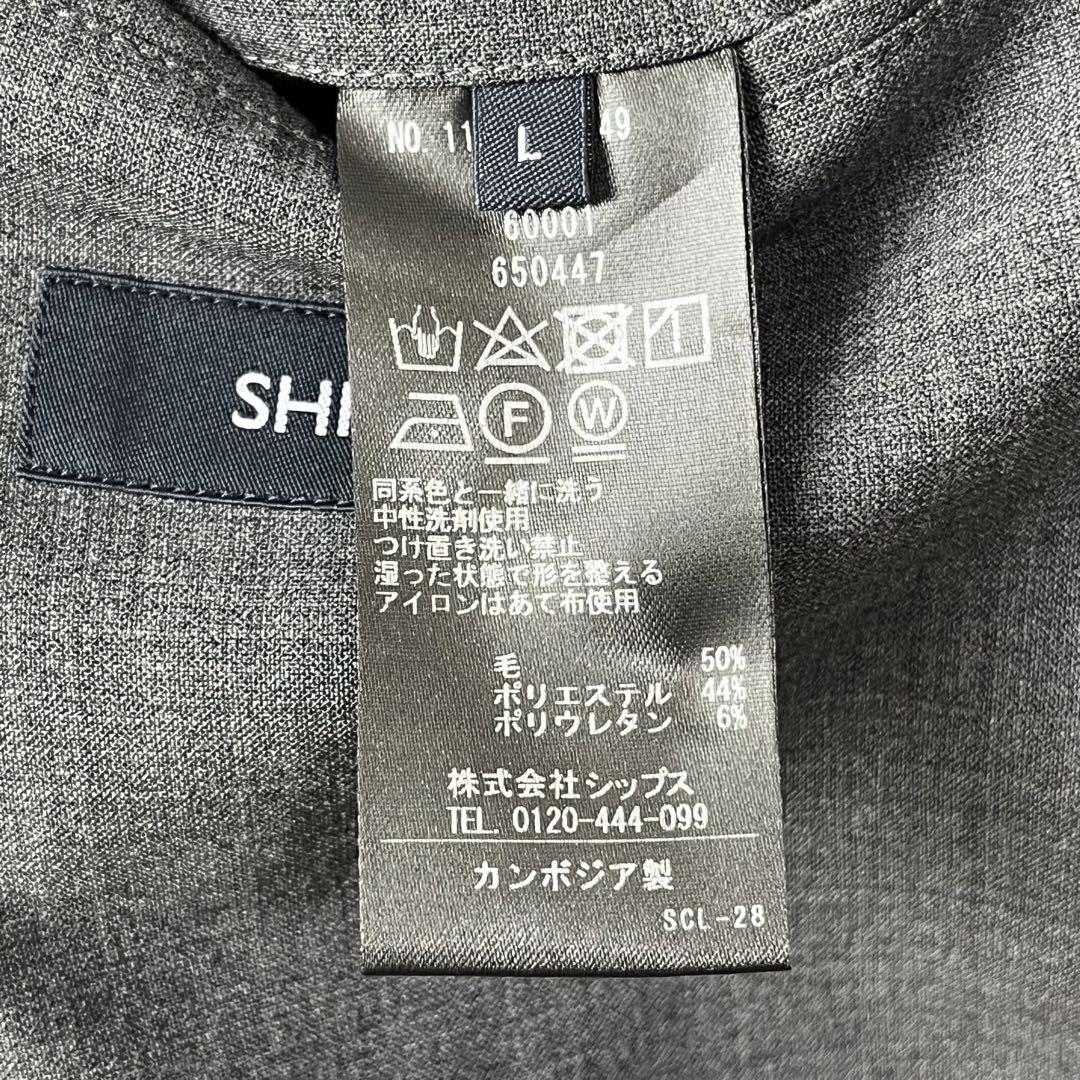 NO. 11 49
L
60001
650447
F
W
SHI
同系色と一緒に洗う
中性洗剤使用
つけ置き洗い禁止
湿った状態で形を整える
アイロンはあて布使用
毛 50%
ポリエステル 44%
ポリウレタン 6%
株式会社シップス
TEL. 0120-444-099
カンボジア製
SCL-28